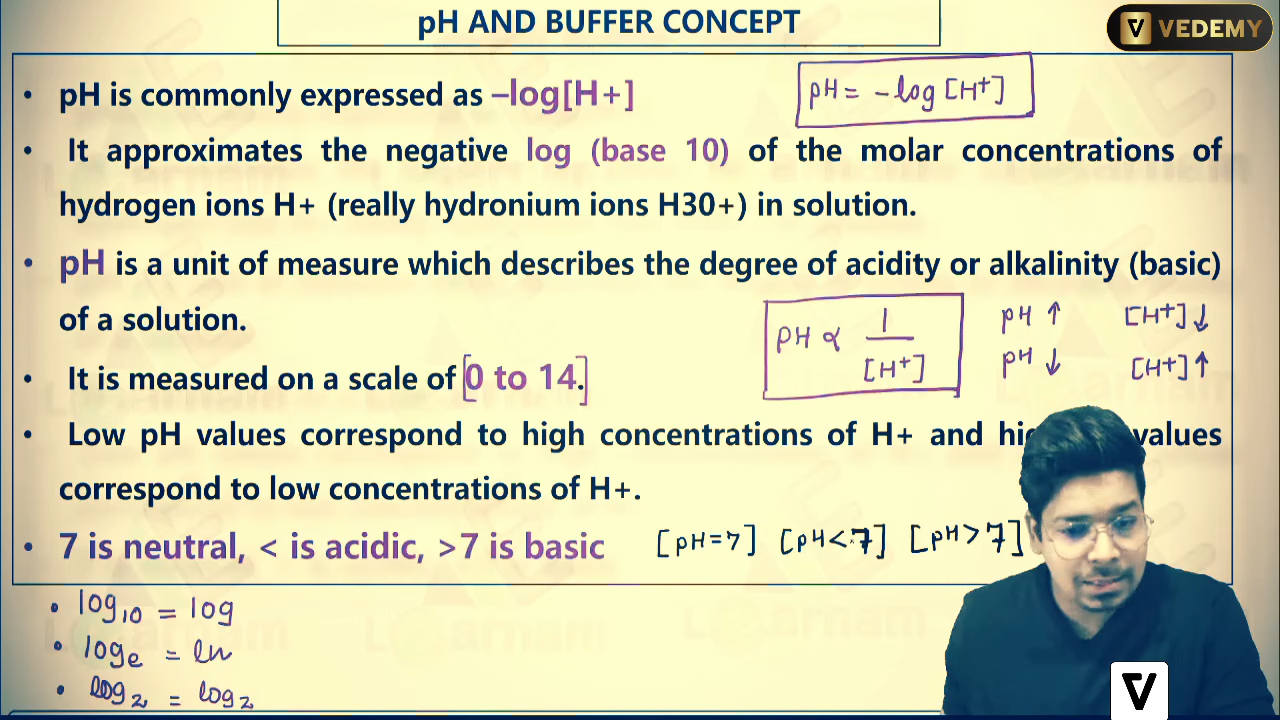 pH AND BUFFER CONCEPT
VEDEMY
• pH is commonly expressed as –log[H+]
pH = -log [H+]
• It approximates the negative log (base 10) of the molar concentrations of
hydrogen ions H+ (really hydronium ions H30+) in solution.
• pH is a unit of measure which describes the degree of acidity or alkalinity (basic)
of a solution.
pH ∝ 1 / [H+]
pH ↑ [H+] ↓
pH ↓ [H+] ↑
• It is measured on a scale of [0 to 14.]
• Low pH values correspond to high concentrations of H+ and values
correspond to low concentrations of H+.
• 7 is neutral, < is acidic, >7 is basic [pH=7] [pH<7] [pH>7]
• log10 = log
• loge = ln
• log2 = log2